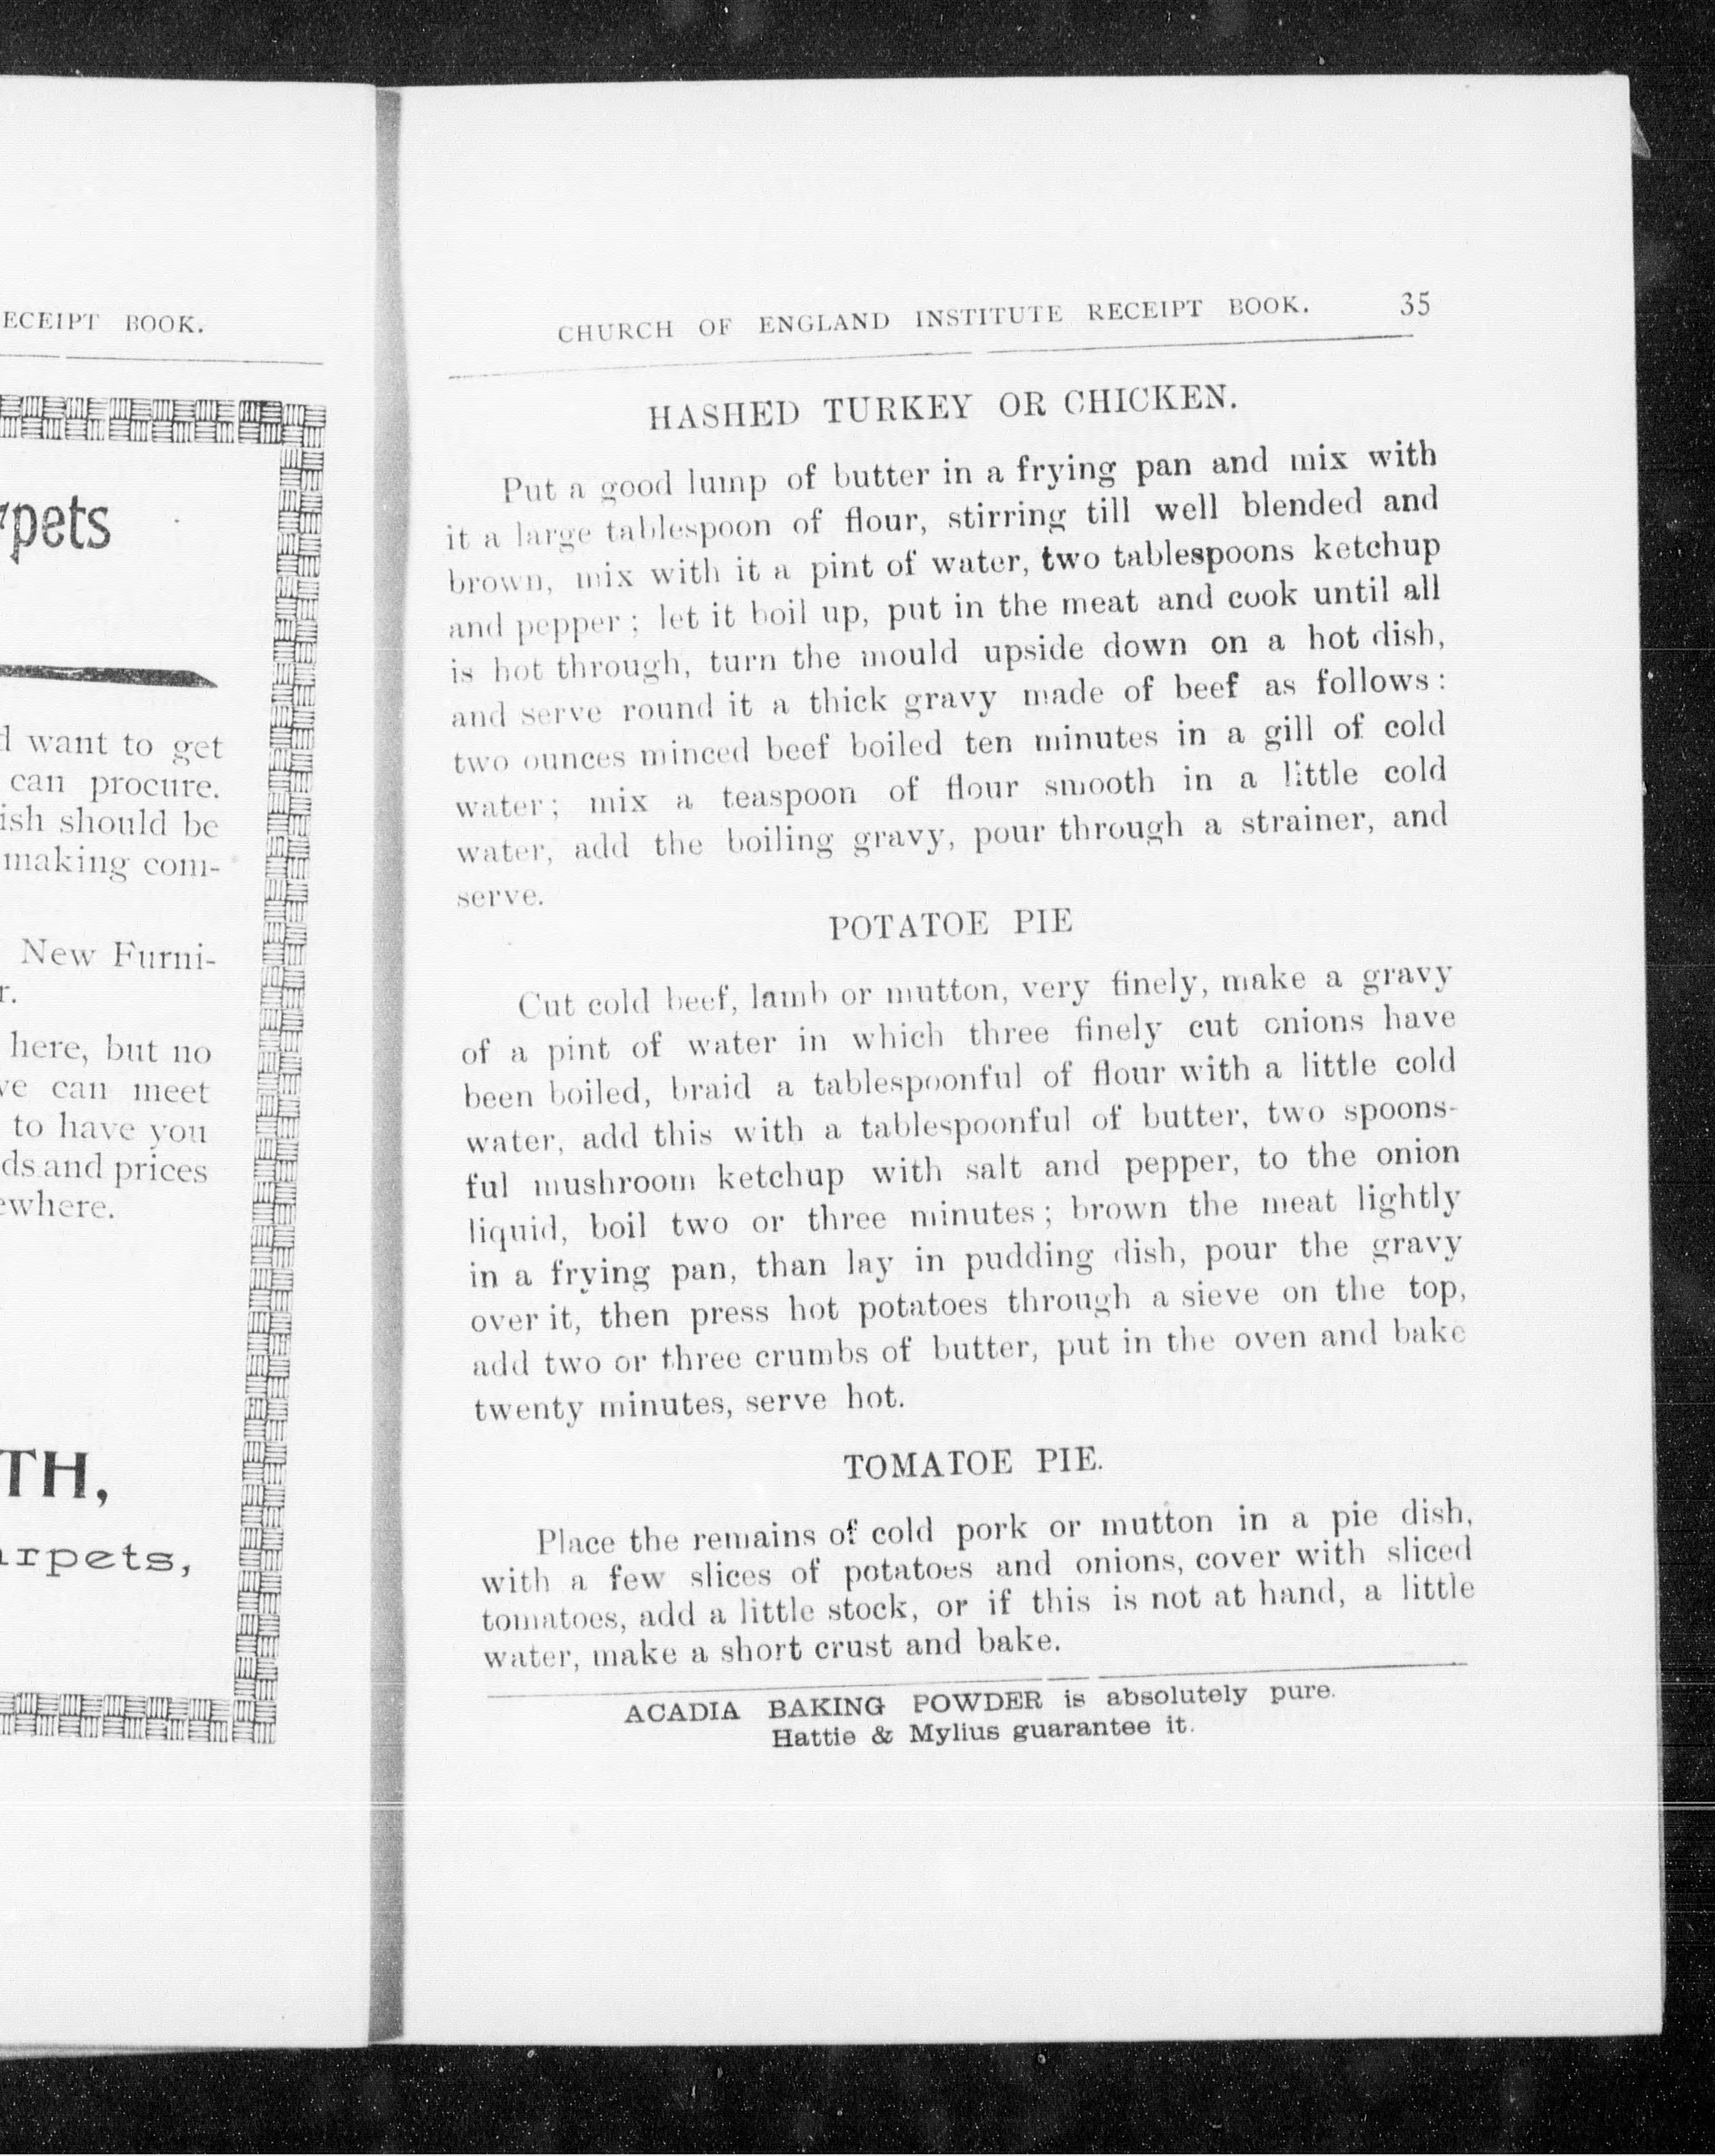 ECEIPT BOOK.
rpets
d want to get
can procure.
ish should be
making com-
New Furni-
r.
here, but no
ve can meet
to have you
ds and prices
ewhere.
TH,
arpets,
CHURCH OF ENGLAND INSTITUTE RECEIPT BOOK. 35
HASHED TURKEY OR CHICKEN.
Put a good lump of butter in a frying pan and mix with
it a large tablespoon of flour, stirring till well blended and
brown, mix with it a pint of water, two tablespoons ketchup
and pepper ; let it boil up, put in the meat and cook until all
is hot through, turn the mould upside down on a hot dish,
and serve round it a thick gravy made of beef as follows :
two ounces minced beef boiled ten minutes in a gill of cold
water ; mix a teaspoon of flour smooth in a little cold
water, add the boiling gravy, pour through a strainer, and
serve.
POTATOE PIE
Cut cold beef, lamb or mutton, very finely, make a gravy
of a pint of water in which three finely cut onions have
been boiled, braid a tablespoonful of flour with a little cold
water, add this with a tablespoonful of butter, two spoons-
ful mushroom ketchup with salt and pepper, to the onion
liquid, boil two or three minutes ; brown the meat lightly
in a frying pan, than lay in pudding dish, pour the gravy
over it, then press hot potatoes through a sieve on the top,
add two or three crumbs of butter, put in the oven and bake
twenty minutes, serve hot.
TOMATOE PIE.
Place the remains of cold pork or mutton in a pie dish,
with a few slices of potatoes and onions, cover with sliced
tomatoes, add a little stock, or if this is not at hand, a little
water, make a short crust and bake.
ACADIA BAKING POWDER is absolutely pure.
Hattie & Mylius guarantee it.